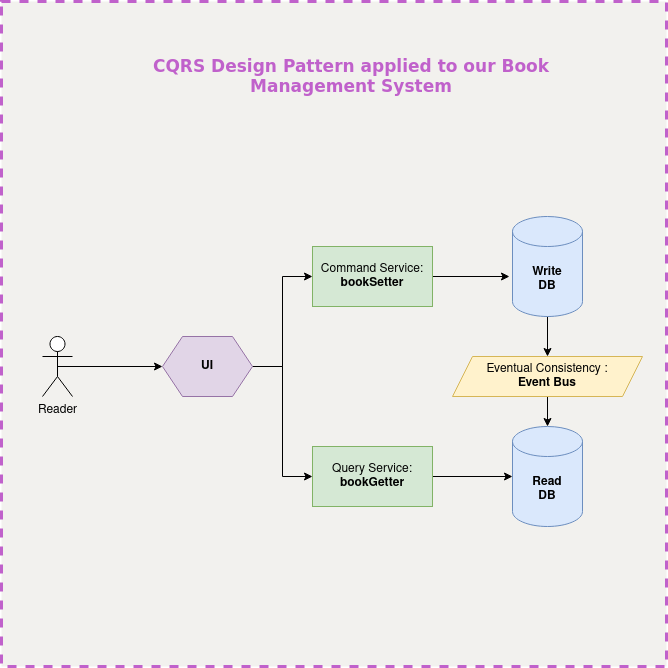 CQRS Design Pattern applied to our Book
Management System
Write
DB
Command Service:
bookSetter
UI
Eventual Consistency :
Event Bus
Reader
Query Service:
bookGetter
Read
DB